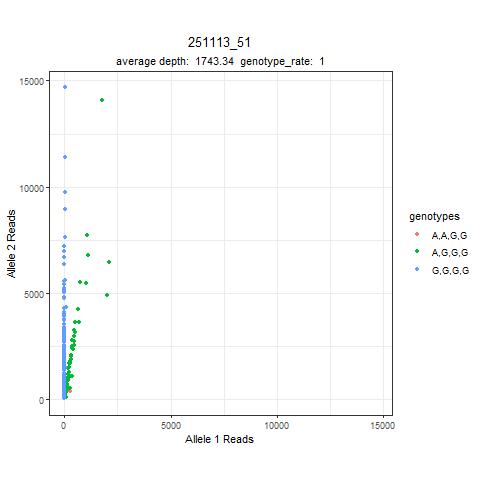 251113_51
average depth: 1743.34 genotype_rate: 1
15000
10000
5000
0
Allele 2 Reads
0 5000 10000 15000
Allele 1 Reads
genotypes
A,A,G,G
A,G,G,G
G,G,G,G